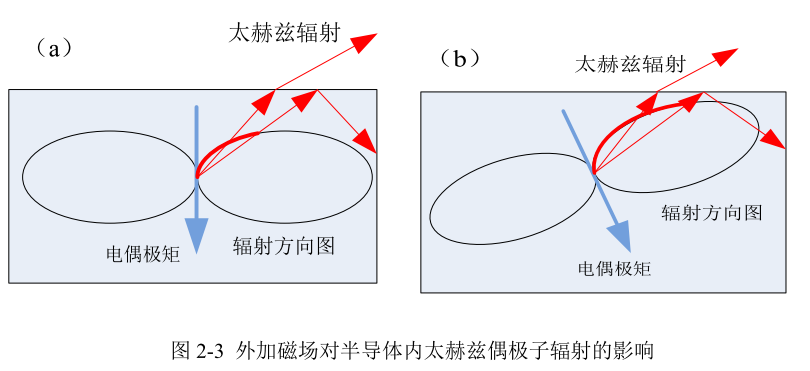 (a)
太赫兹辐射
电偶极矩
辐射方向图
(b)
太赫兹辐射
辐射方向图
电偶极矩
图 2-3 外加磁场对半导体内太赫兹偶极子辐射的影响